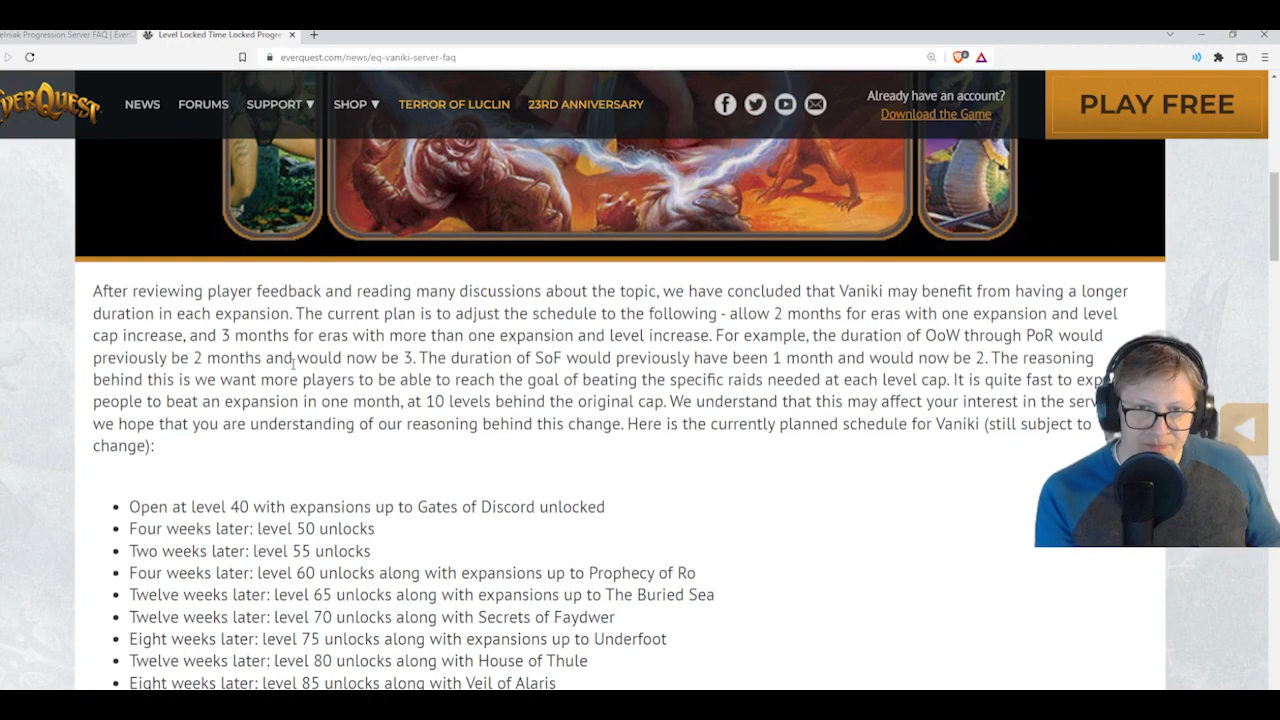 elniak Progression Server FAQ | Ever
Level Locked Time Locked Progre
everquest.com/news/eq-vaniki-server-faq
EVERQUEST
NEWS
FORUMS
SUPPORT ▼
SHOP ▼
TERROR OF LUCLIN
23RD ANNIVERSARY
Already have an account?
Download the Game
PLAY FREE
After reviewing player feedback and reading many discussions about the topic, we have concluded that Vaniki may benefit from having a longer
duration in each expansion. The current plan is to adjust the schedule to the following - allow 2 months for eras with one expansion and level
cap increase, and 3 months for eras with more than one expansion and level increase. For example, the duration of OoW through PoR would
previously be 2 months and would now be 3. The duration of SoF would previously have been 1 month and would now be 2. The reasoning
behind this is we want more players to be able to reach the goal of beating the specific raids needed at each level cap. It is quite fast to exp
people to beat an expansion in one month, at 10 levels behind the original cap. We understand that this may affect your interest in the serv
we hope that you are understanding of our reasoning behind this change. Here is the currently planned schedule for Vaniki (still subject to
change):
• Open at level 40 with expansions up to Gates of Discord unlocked
• Four weeks later: level 50 unlocks
• Two weeks later: level 55 unlocks
• Four weeks later: level 60 unlocks along with expansions up to Prophecy of Ro
• Twelve weeks later: level 65 unlocks along with expansions up to The Buried Sea
• Twelve weeks later: level 70 unlocks along with Secrets of Faydwer
• Eight weeks later: level 75 unlocks along with expansions up to Underfoot
• Twelve weeks later: level 80 unlocks along with House of Thule
• Eight weeks later: level 85 unlocks along with Veil of Alaris